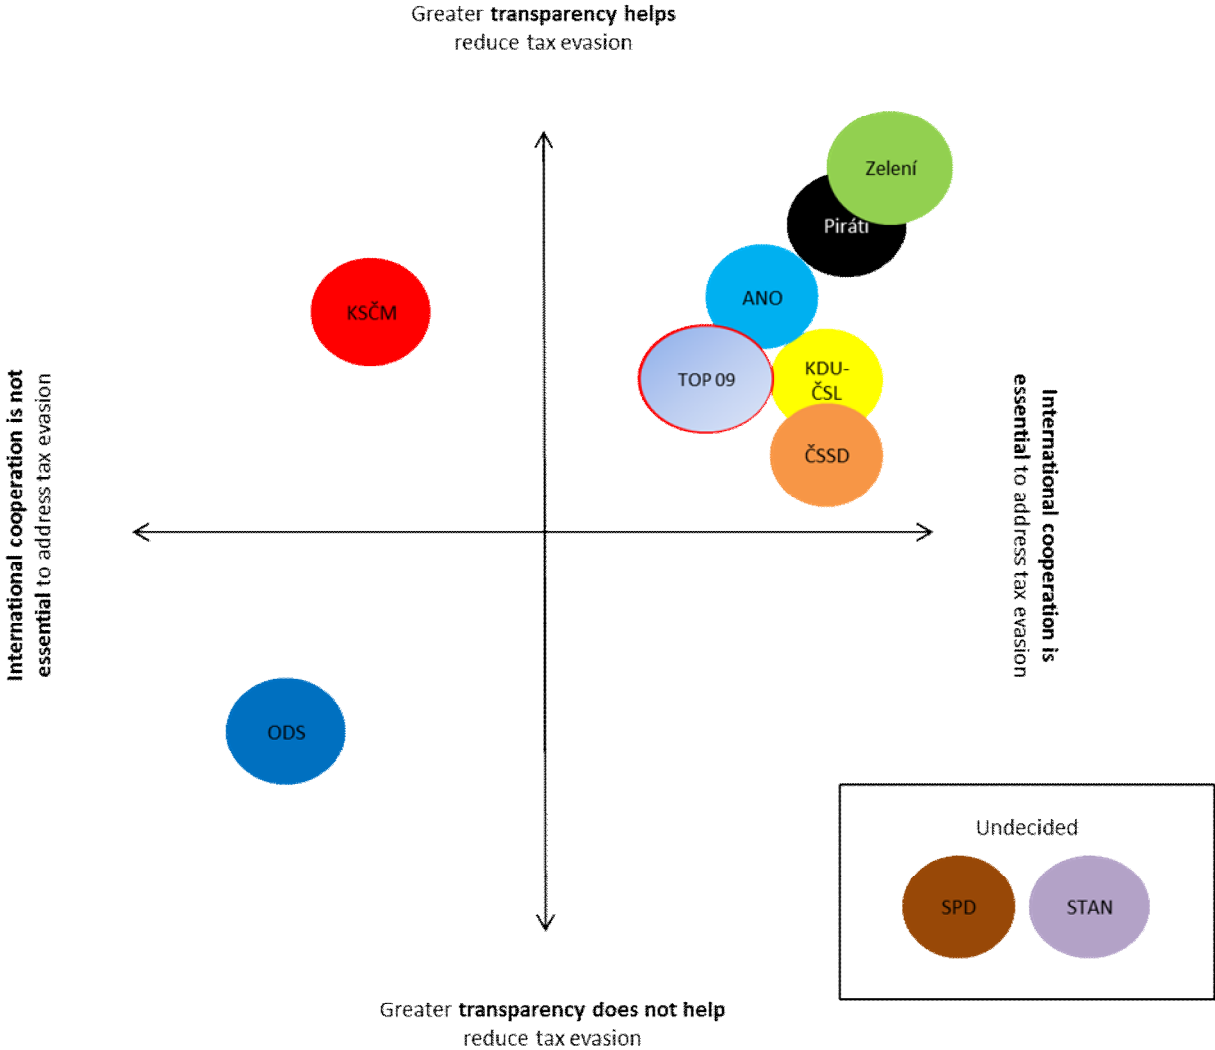 Greater transparency helps
reduce tax evasion
Zelení
Piráti
ANO
KSČM
TOP 09
KDU-
ČSL
ČSSD
International cooperation is not
essential to address tax evasion
International cooperation is
essential to address tax evasion
ODS
Undecided
SPD
STAN
Greater transparency does not help
reduce tax evasion